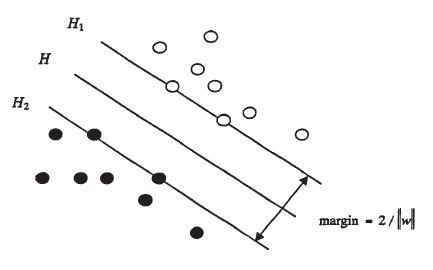 H₁
H
H₂
margin = 2 / ‖w‖